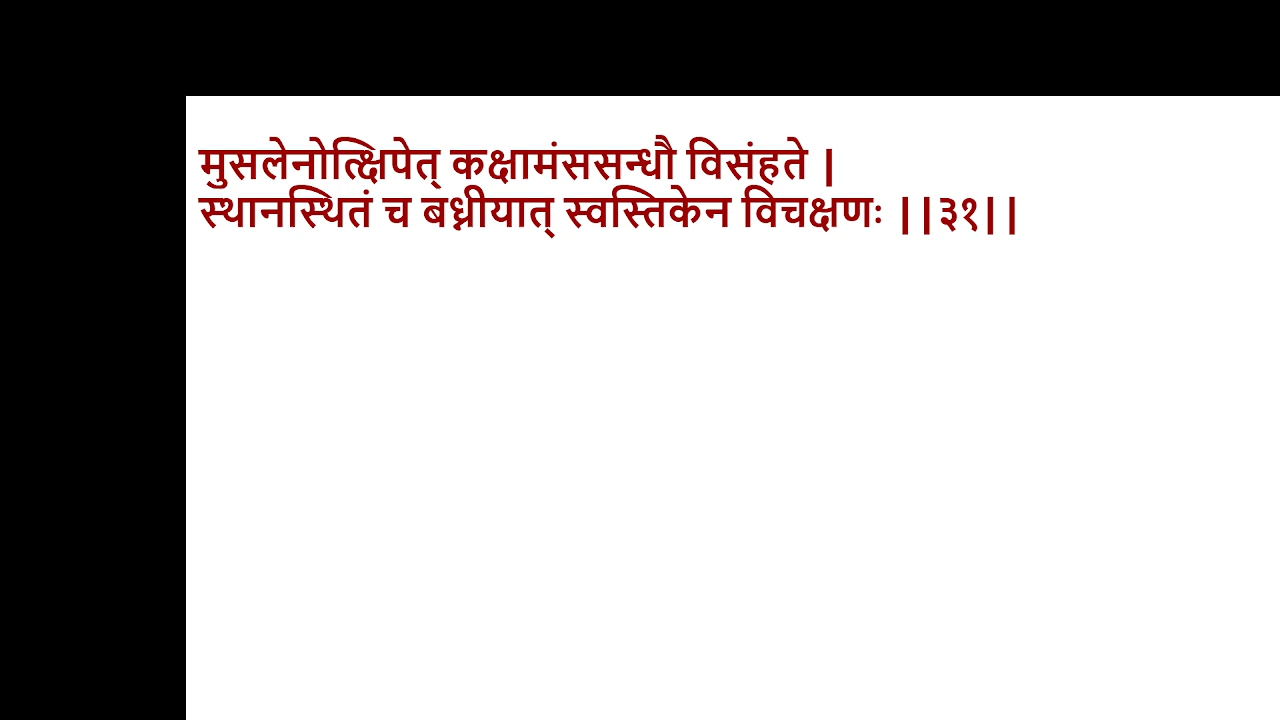 मुसलेनोत्क्षिपेत् कक्षामंससन्धौ विसंहते |
स्थानस्थितं च बध्नीयात् स्वस्तिकेन विचक्षणः ||३१||